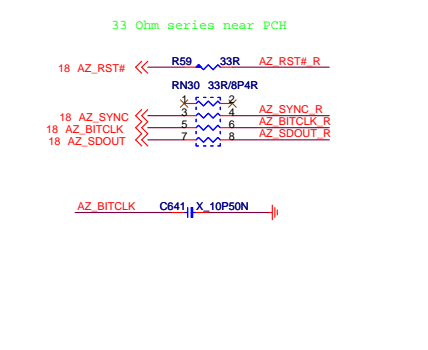 33 Ohm series near PCH
18 AZ_RST# R59 33R AZ_RST#_R
RN30 33R/8P4R
1 2
18 AZ_SYNC 3 4 AZ_SYNC_R
18 AZ_BITCLK 5 6 AZ_BITCLK_R
18 AZ_SDOUT 7 8 AZ_SDOUT_R
AZ_BITCLK C641 X_10P50N